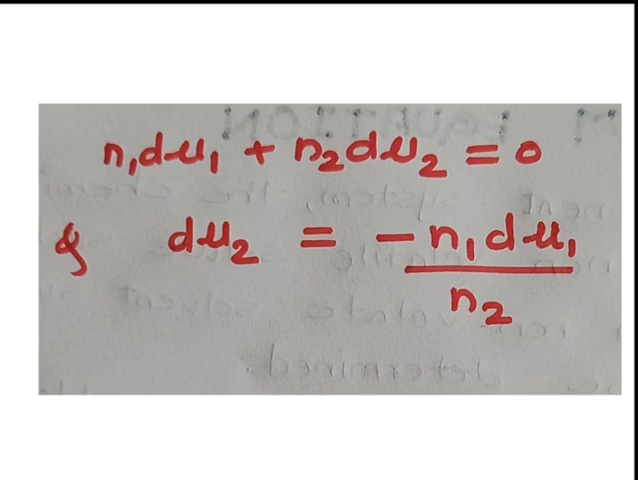 n₁dμ₁ + n₂dμ₂ = 0
& dμ₂ = -n₁dμ₁
n₂